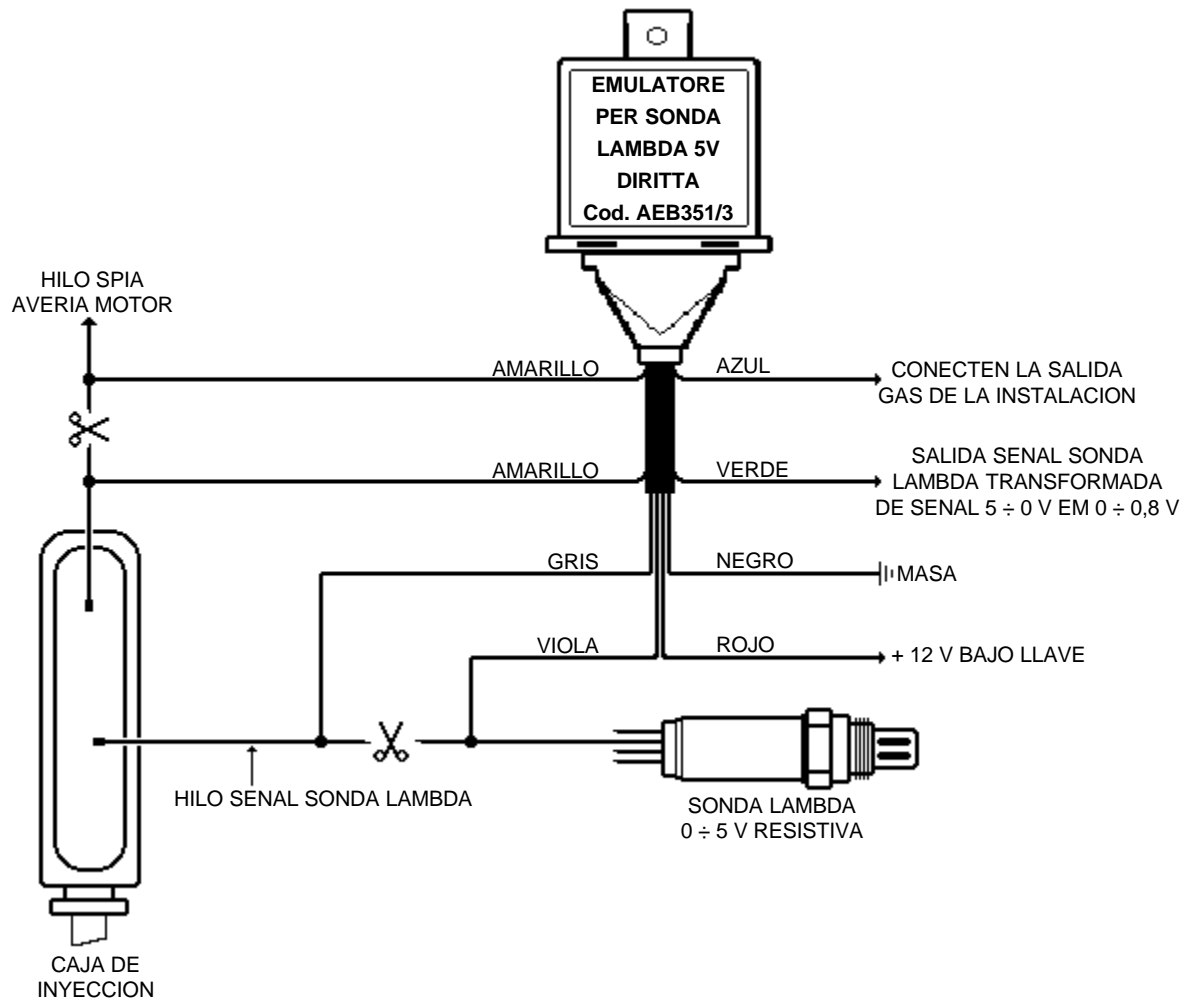 EMULATORE
PER SONDA
LAMBDA 5V
DIRITTA
Cod. AEB351/3
HILO SPIA
AVERIA MOTOR
AMARILLO
AZUL
CONECTEN LA SALIDA
GAS DE LA INSTALACION
AMARILLO
VERDE
SALIDA SENAL SONDA
LAMBDA TRANSFORMADA
DE SENAL 5 ÷ 0 V EM 0 ÷ 0,8 V
GRIS
NEGRO
MASA
VIOLA
ROJO
+ 12 V BAJO LLAVE
HILO SENAL SONDA LAMBDA
SONDA LAMBDA
0 ÷ 5 V RESISTIVA
CAJA DE
INYECCION